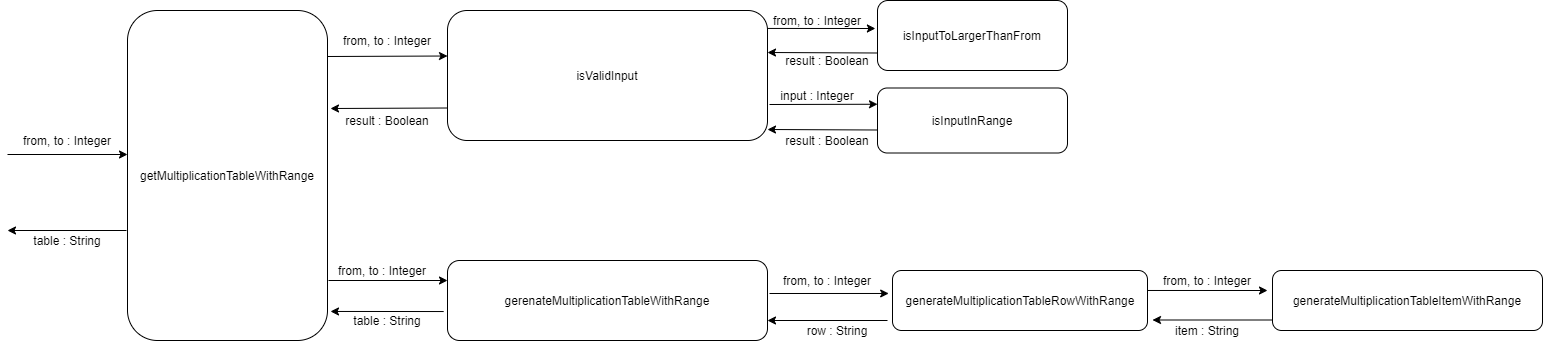 from, to : Integer
table : String
getMultiplicationTableWithRange
from, to : Integer
result : Boolean
isValidInput
from, to : Integer
result : Boolean
isInputToLargerThanFrom
input : Integer
result : Boolean
isInputInRange
from, to : Integer
table : String
gerenateMultiplicationTableWithRange
from, to : Integer
row : String
generateMultiplicationTableRowWithRange
from, to : Integer
item : String
generateMultiplicationTableItemWithRange